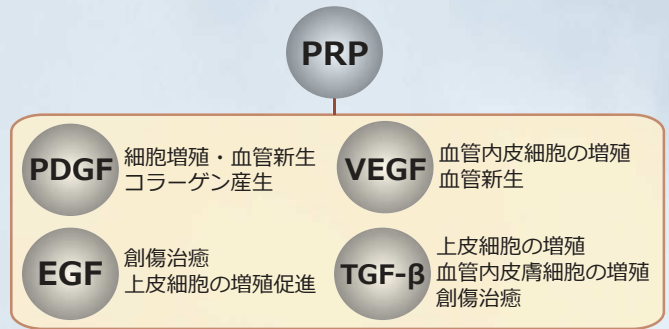 PRP
PDGF
細胞増殖・血管新生
コラーゲン産生
VEGF
血管内皮細胞の増殖
血管新生
EGF
創傷治癒
上皮細胞の増殖促進
TGF-β
上皮細胞の増殖
血管内皮膚細胞の増殖
創傷治癒